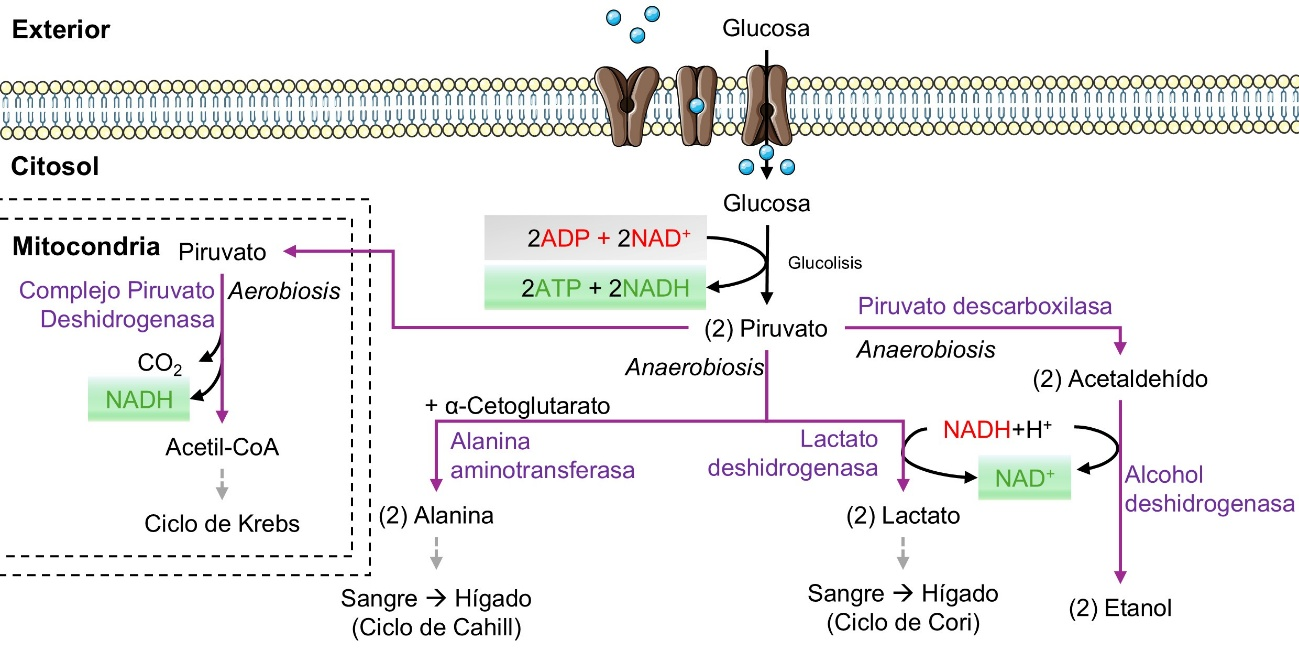 Exterior
Glucosa
Citosol
Glucosa
2ADP + 2NAD⁺
2ATP + 2NADH
Glucolisis
Mitocondria
Piruvato
Complejo Piruvato
Deshidrogenasa
Aerobiosis
CO₂
NADH
Acetil-CoA
Ciclo de Krebs
(2) Piruvato
Anaerobiosis
Piruvato descarboxilasa
Anaerobiosis
(2) Acetaldehído
+ α-Cetoglutarato
Alanina
aminotransferasa
Lactato
deshidrogenasa
NADH+H⁺
NAD⁺
Alcohol
deshidrogenasa
(2) Alanina
(2) Lactato
Sangre → Hígado
(Ciclo de Cahill)
Sangre → Hígado
(Ciclo de Cori)
(2) Etanol